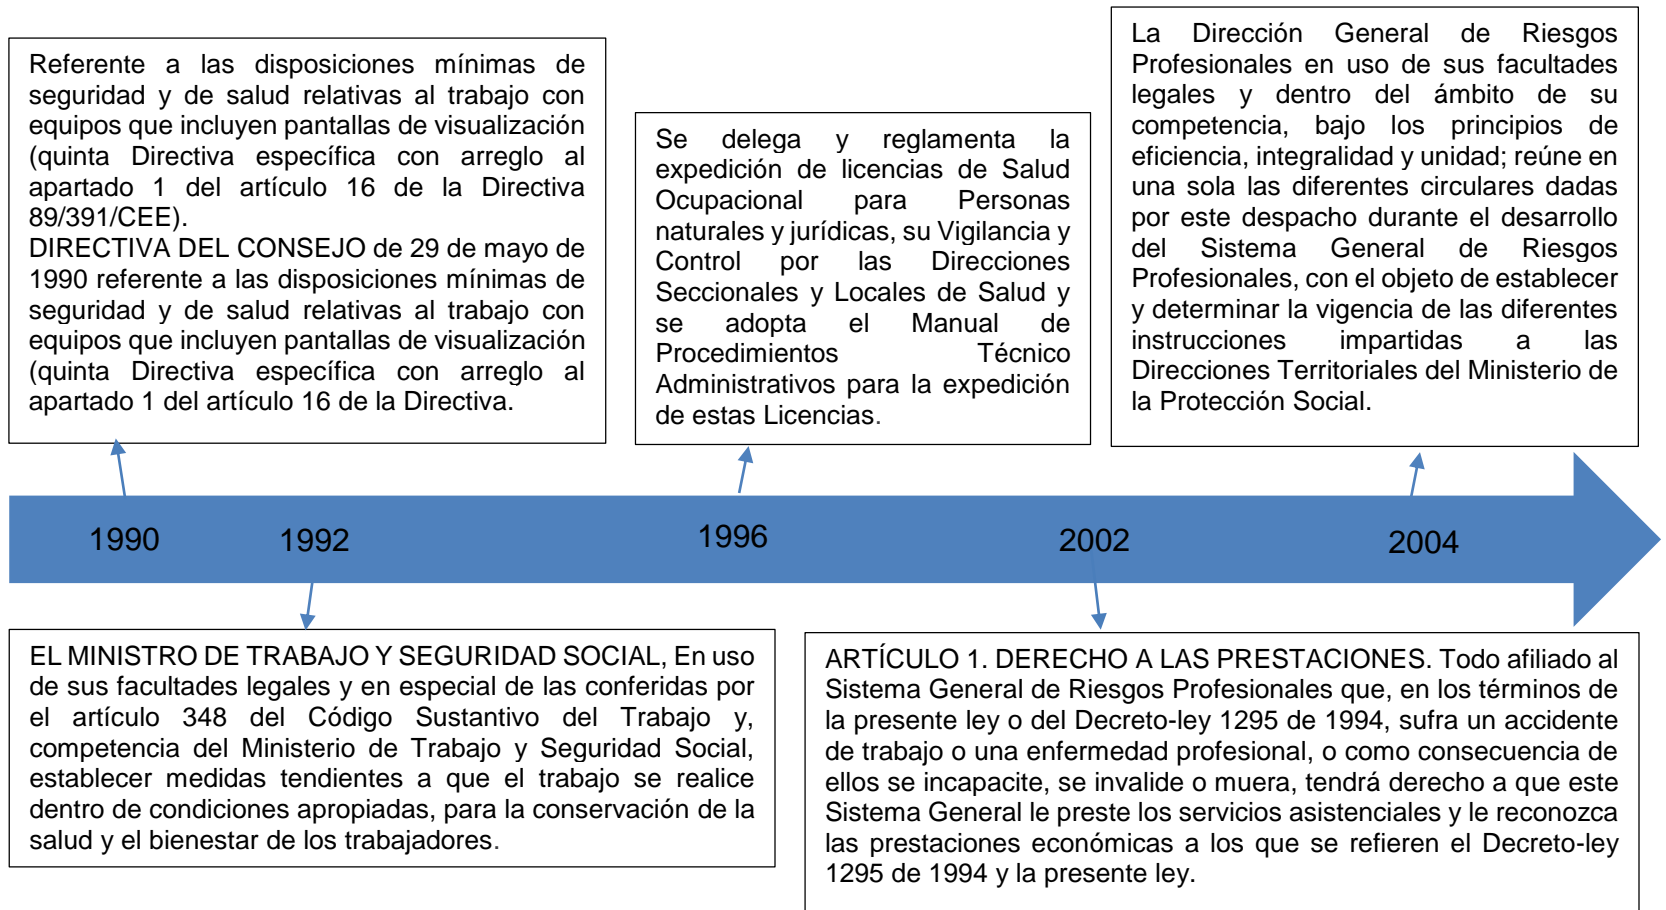 Referente a las disposiciones mínimas de
seguridad y de salud relativas al trabajo con
equipos que incluyen pantallas de visualización
(quinta Directiva específica con arreglo al
apartado 1 del artículo 16 de la Directiva
89/391/CEE).
DIRECTIVA DEL CONSEJO de 29 de mayo de
1990 referente a las disposiciones mínimas de
seguridad y de salud relativas al trabajo con
equipos que incluyen pantallas de visualización
(quinta Directiva específica con arreglo al
apartado 1 del artículo 16 de la Directiva.
Se delega y reglamenta la
expedición de licencias de Salud
Ocupacional para Personas
naturales y jurídicas, su Vigilancia y
Control por las Direcciones
Seccionales y Locales de Salud y
se adopta el Manual de
Procedimientos Técnico
Administrativos para la expedición
de estas Licencias.
La Dirección General de Riesgos
Profesionales en uso de sus facultades
legales y dentro del ámbito de su
competencia, bajo los principios de
eficiencia, integralidad y unidad; reúne en
una sola las diferentes circulares dadas
por este despacho durante el desarrollo
del Sistema General de Riesgos
Profesionales, con el objeto de establecer
y determinar la vigencia de las diferentes
instrucciones impartidas a las
Direcciones Territoriales del Ministerio de
la Protección Social.
1990
1992
1996
2002
2004
EL MINISTRO DE TRABAJO Y SEGURIDAD SOCIAL, En uso
de sus facultades legales y en especial de las conferidas por
el artículo 348 del Código Sustantivo del Trabajo y,
competencia del Ministerio de Trabajo y Seguridad Social,
establecer medidas tendientes a que el trabajo se realice
dentro de condiciones apropiadas, para la conservación de la
salud y el bienestar de los trabajadores.
ARTÍCULO 1. DERECHO A LAS PRESTACIONES. Todo afiliado al
Sistema General de Riesgos Profesionales que, en los términos de
la presente ley o del Decreto-ley 1295 de 1994, sufra un accidente
de trabajo o una enfermedad profesional, o como consecuencia de
ellos se incapacite, se invalide o muera, tendrá derecho a que este
Sistema General le preste los servicios asistenciales y le reconozca
las prestaciones económicas a los que se refieren el Decreto-ley
1295 de 1994 y la presente ley.